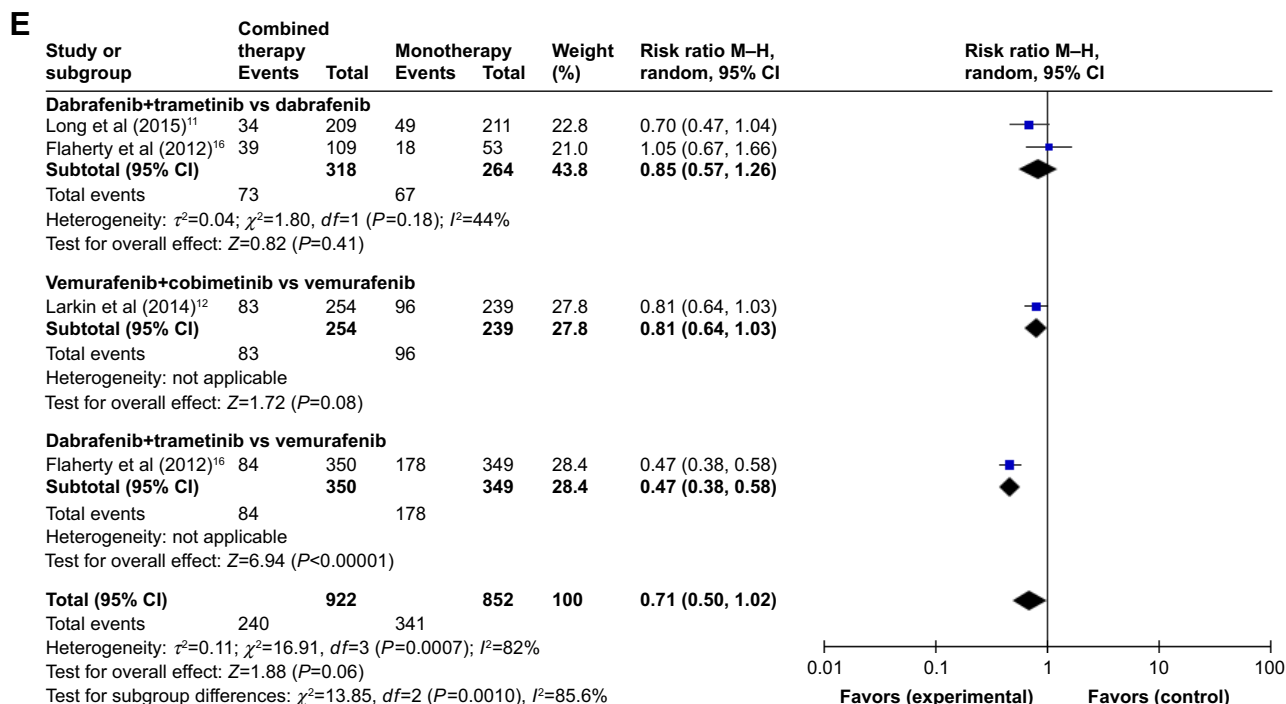 E
Combined
Study or therapy Monotherapy Weight Risk ratio M–H, Risk ratio M–H,
subgroup Events Total Events Total (%) random, 95% CI random, 95% CI
Dabrafenib+trametinib vs dabrafenib
Long et al (2015)¹¹ 34 209 49 211 22.8 0.70 (0.47, 1.04)
Flaherty et al (2012)¹⁶ 39 109 18 53 21.0 1.05 (0.67, 1.66)
Subtotal (95% CI) 318 264 43.8 0.85 (0.57, 1.26)
Total events 73 67
Heterogeneity: τ²=0.04; χ²=1.80, df=1 (P=0.18); I²=44%
Test for overall effect: Z=0.82 (P=0.41)
Vemurafenib+cobimetinib vs vemurafenib
Larkin et al (2014)¹² 83 254 96 239 27.8 0.81 (0.64, 1.03)
Subtotal (95% CI) 254 239 27.8 0.81 (0.64, 1.03)
Total events 83 96
Heterogeneity: not applicable
Test for overall effect: Z=1.72 (P=0.08)
Dabrafenib+trametinib vs vemurafenib
Flaherty et al (2012)¹⁶ 84 350 178 349 28.4 0.47 (0.38, 0.58)
Subtotal (95% CI) 350 349 28.4 0.47 (0.38, 0.58)
Total events 84 178
Heterogeneity: not applicable
Test for overall effect: Z=6.94 (P<0.00001)
Total (95% CI) 922 852 100 0.71 (0.50, 1.02)
Total events 240 341
Heterogeneity: τ²=0.11; χ²=16.91, df=3 (P=0.0007); I²=82%
Test for overall effect: Z=1.88 (P=0.06)
Test for subgroup differences: χ²=13.85, df=2 (P=0.0010), I²=85.6%
0.01 0.1 1 10 100
Favors (experimental) Favors (control)